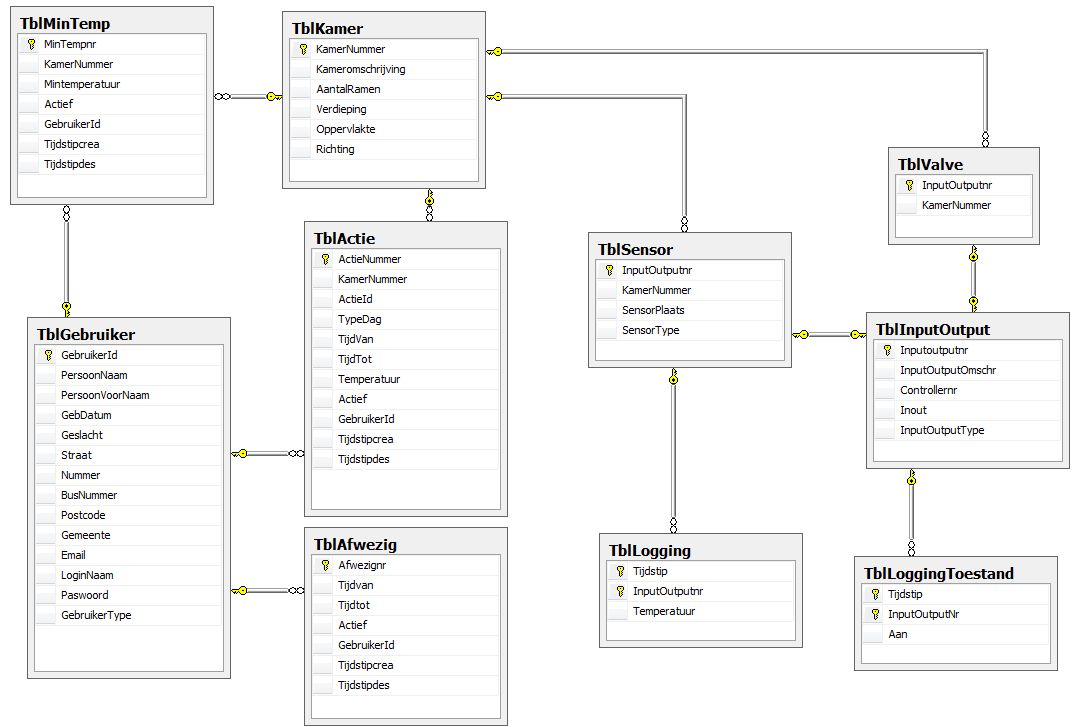 TblMinTemp
MinTempnr
KamerNummer
Mintemperatuur
Actief
GebruikerId
Tijdstipcrea
Tijdstipdes
TblKamer
KamerNummer
Kameromschrijving
AantalRamen
Verdieping
Oppervlakte
Richting
TblValve
InputOutputnr
KamerNummer
TblActie
ActieNummer
KamerNummer
ActieId
TypeDag
TijdVan
TijdTot
Temperatuur
Actief
GebruikerId
Tijdstipcrea
Tijdstipdes
TblSensor
InputOutputnr
KamerNummer
SensorPlaats
SensorType
TblInputOutput
Inputoutputnr
InputOutputOmschr
Controllernr
Inout
InputOutputType
TblGebruiker
GebruikerId
PersoonNaam
PersoonVoorNaam
GebDatum
Geslacht
Straat
Nummer
BusNummer
Postcode
Gemeente
Email
LoginNaam
Paswoord
GebruikerType
TblAfwezig
Afwezignr
Tijdvan
Tijdtot
Actief
GebruikerId
Tijdstipcrea
Tijdstipdes
TblLogging
Tijdstip
InputOutputnr
Temperatuur
TblLoggingToestand
Tijdstip
InputOutputNr
Aan